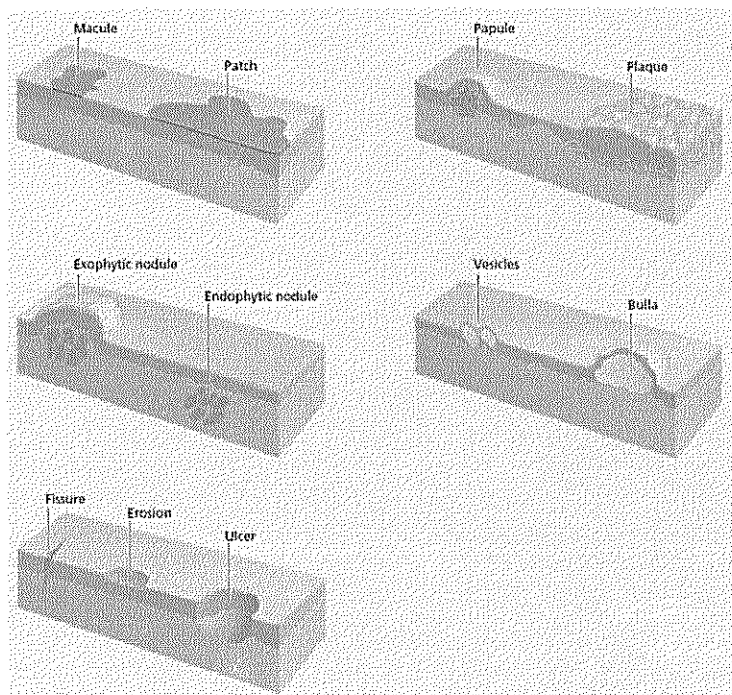 Macule
Patch
Papule
Plaque
Exophytic nodule
Endophytic nodule
Vesicles
Bulla
Fissure
Erosion
Ulcer